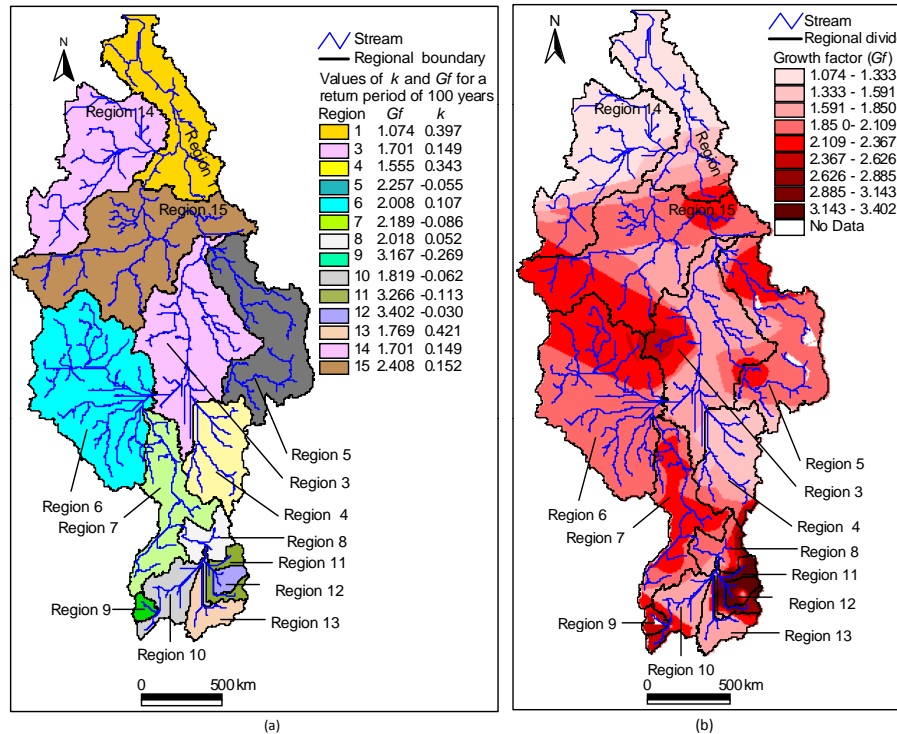 N
Stream
Regional boundary
Values of k and Gf for a
return period of 100 years
Region Gf k
1 1.074 0.397
3 1.701 0.149
4 1.555 0.343
5 2.257 -0.055
6 2.008 0.107
7 2.189 -0.086
8 2.018 0.052
9 3.167 -0.269
10 1.819 -0.062
11 3.266 -0.113
12 3.402 -0.030
13 1.769 0.421
14 1.701 0.149
15 2.408 0.152
Region 14
Region
Region 15
Region 5
Region 3
Region 6
Region 7
Region 4
Region 8
Region 11
Region 12
Region 9
Region 13
Region 10
0 500 km
(a)
N
Stream
Regional divid
Growth factor (Gf)
1.074 - 1.333
1.333 - 1.591
1.591 - 1.850
1.85 0- 2.109
2.109 - 2.367
2.367 - 2.626
2.626 - 2.885
2.885 - 3.143
3.143 - 3.402
No Data
Region 14
Region
Region 15
Region 5
Region 3
Region 6
Region 7
Region 4
Region 8
Region 11
Region 12
Region 9
Region 13
Region 10
0 500 km
(b)